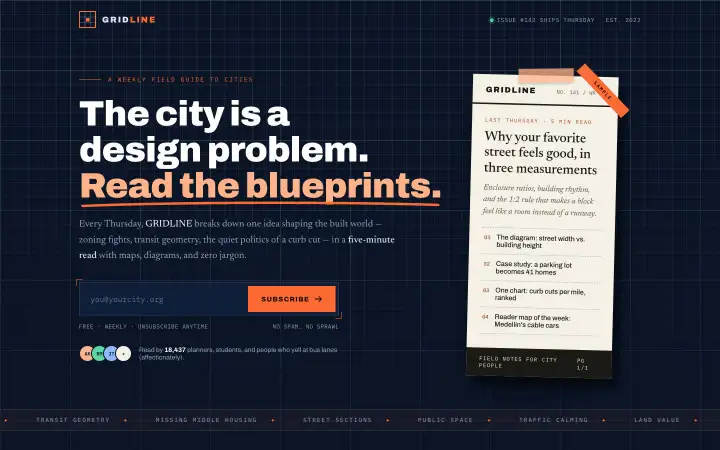 GRIDLINE
ISSUE #142 SHIPS THURSDAY EST. 2021
A WEEKLY FIELD GUIDE TO CITIES
The city is a
design problem.
Read the blueprints.
Every Thursday, GRIDLINE breaks down one idea shaping the built world —
zoning fights, transit geometry, the quiet politics of a curb cut — in a five-minute
read with maps, diagrams, and zero jargon.
you@yourcity.org
SUBSCRIBE →
FREE · WEEKLY · UNSUBSCRIBE ANYTIME
NO SPAM. NO SPRAWL
Read by 18,437 planners, students, and people who yell at bus lanes
(affectionately).
GRIDLINE
NO. 141 /
SAMPLE
LAST THURSDAY · 5 MIN READ
Why your favorite
street feels good, in
three measurements
Enclosure ratios, building rhythm,
and the 1:2 rule that makes a block
feel like a room instead of a runway.
01 The diagram: street width vs.
building height
02 Case study: a parking lot
becomes 41 homes
03 One chart: curb cuts per mile,
ranked
04 Reader map of the week:
Medellín's cable cars
FIELD NOTES FOR CITY
PEOPLE
PG
1/1
TRANSIT GEOMETRY
MISSING MIDDLE HOUSING
STREET SECTIONS
PUBLIC SPACE
TRAFFIC CALMING
LAND VALUE